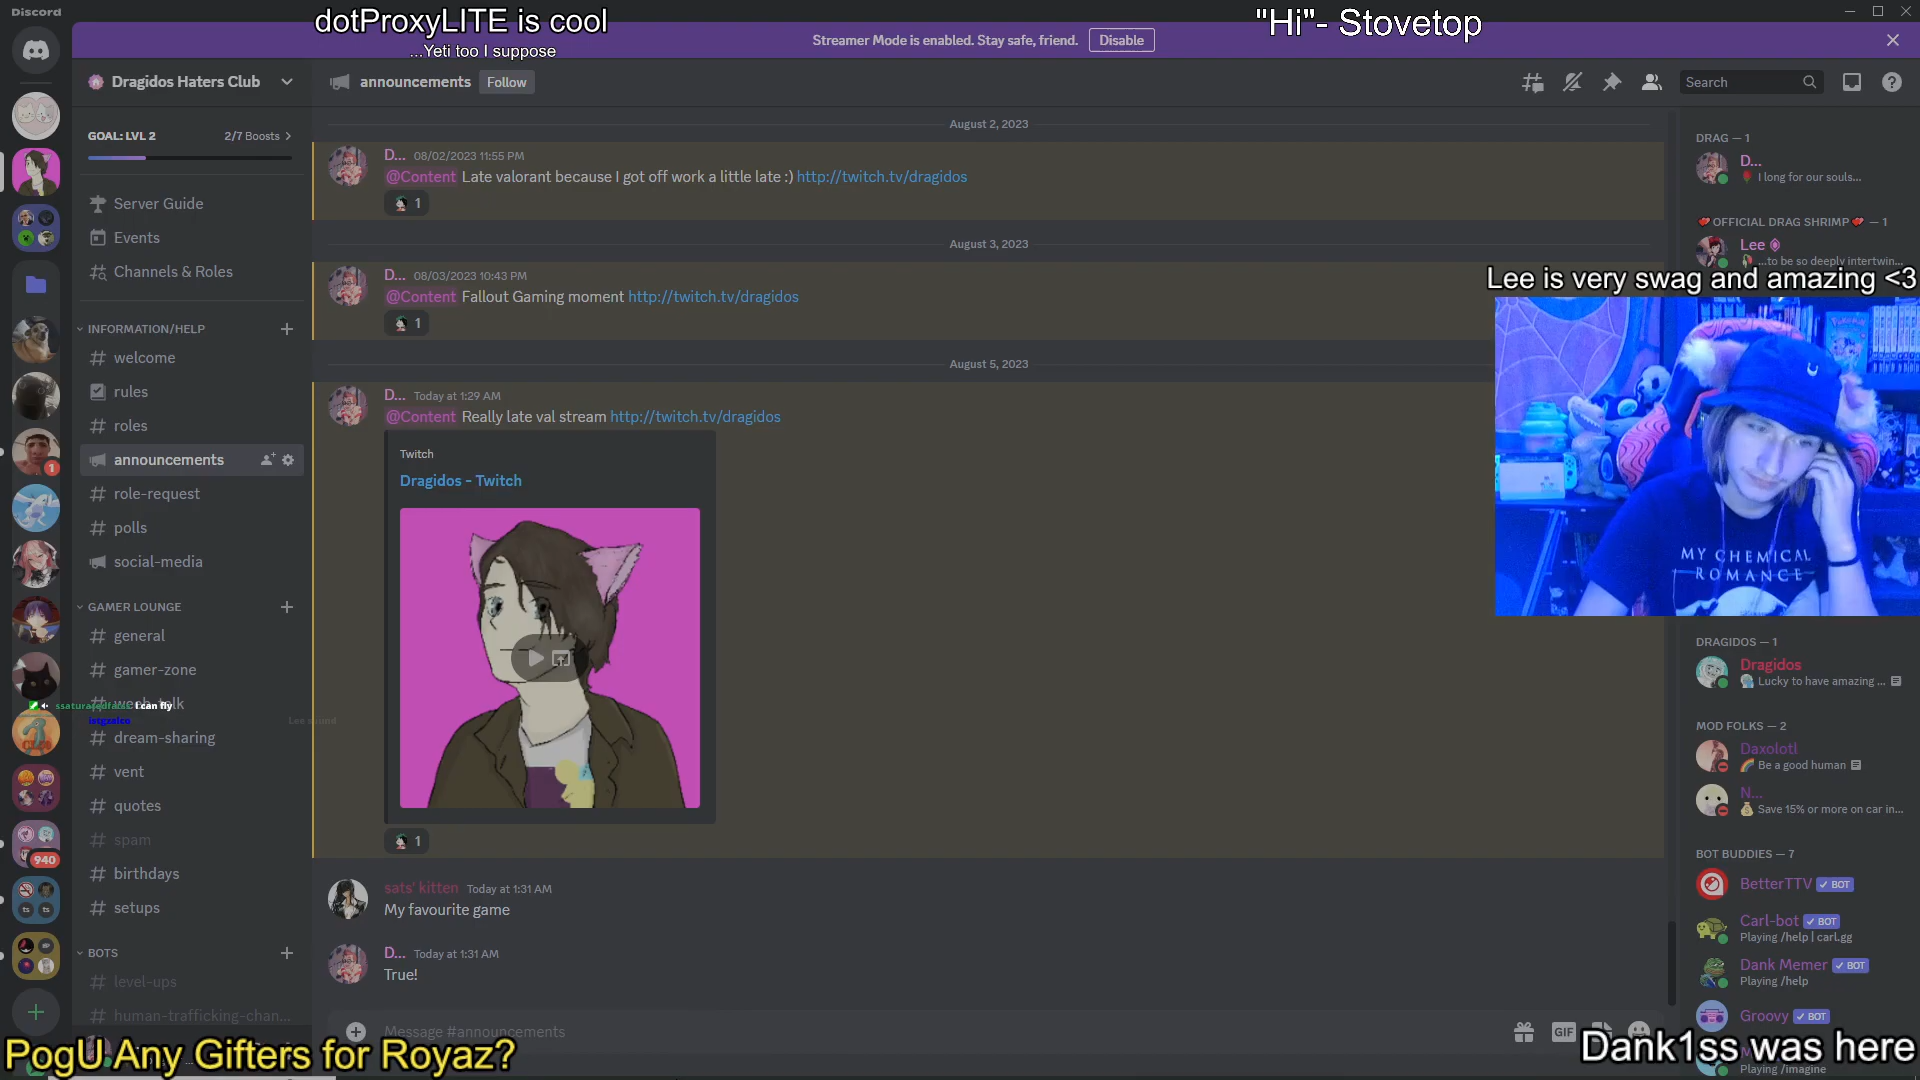 Discord
dotProxyLITE is cool
...Yeti too I suppose
Streamer Mode is enabled. Stay safe, friend.
Disable
"Hi"- Stovetop
Dragidos Haters Club
announcements
Follow
Search
GOAL: LVL 2
2/7 Boosts
Server Guide
Events
Channels & Roles
INFORMATION/HELP
welcome
rules
roles
announcements
role-request
polls
social-media
GAMER LOUNGE
general
gamer-zone
talk
ssaturatedfacts: I can fly
dream-sharing
vent
quotes
spam
birthdays
setups
BOTS
level-ups
human-trafficking-chan...
1
940
August 2, 2023
D... 08/02/2023 11:55 PM
@Content Late valorant because I got off work a little late :) http://twitch.tv/dragidos
1
August 3, 2023
D... 08/03/2023 10:43 PM
@Content Fallout Gaming moment http://twitch.tv/dragidos
1
August 5, 2023
D... Today at 1:29 AM
@Content Really late val stream http://twitch.tv/dragidos
Twitch
Dragidos - Twitch
1
sats' kitten Today at 1:31 AM
My favourite game
D... Today at 1:31 AM
True!
Message #announcements
GIF
DRAG — 1
D...
I long for our souls...
OFFICIAL DRAG SHRIMP — 1
Lee
...to be so deeply intertwin...
Lee is very swag and amazing <3
MY CHEMICAL
ROMANCE
DRAGIDOS — 1
Dragidos
Lucky to have amazing ...
MOD FOLKS — 2
Daxolotl
Be a good human
N...
Save 15% or more on car in...
BOT BUDDIES — 7
BetterTTV BOT
Carl-bot BOT
Playing /help | carl.gg
Dank Memer BOT
Playing /help
Groovy BOT
Playing /imagine
PogU Any Gifters for Royaz?
Dank1ss was here